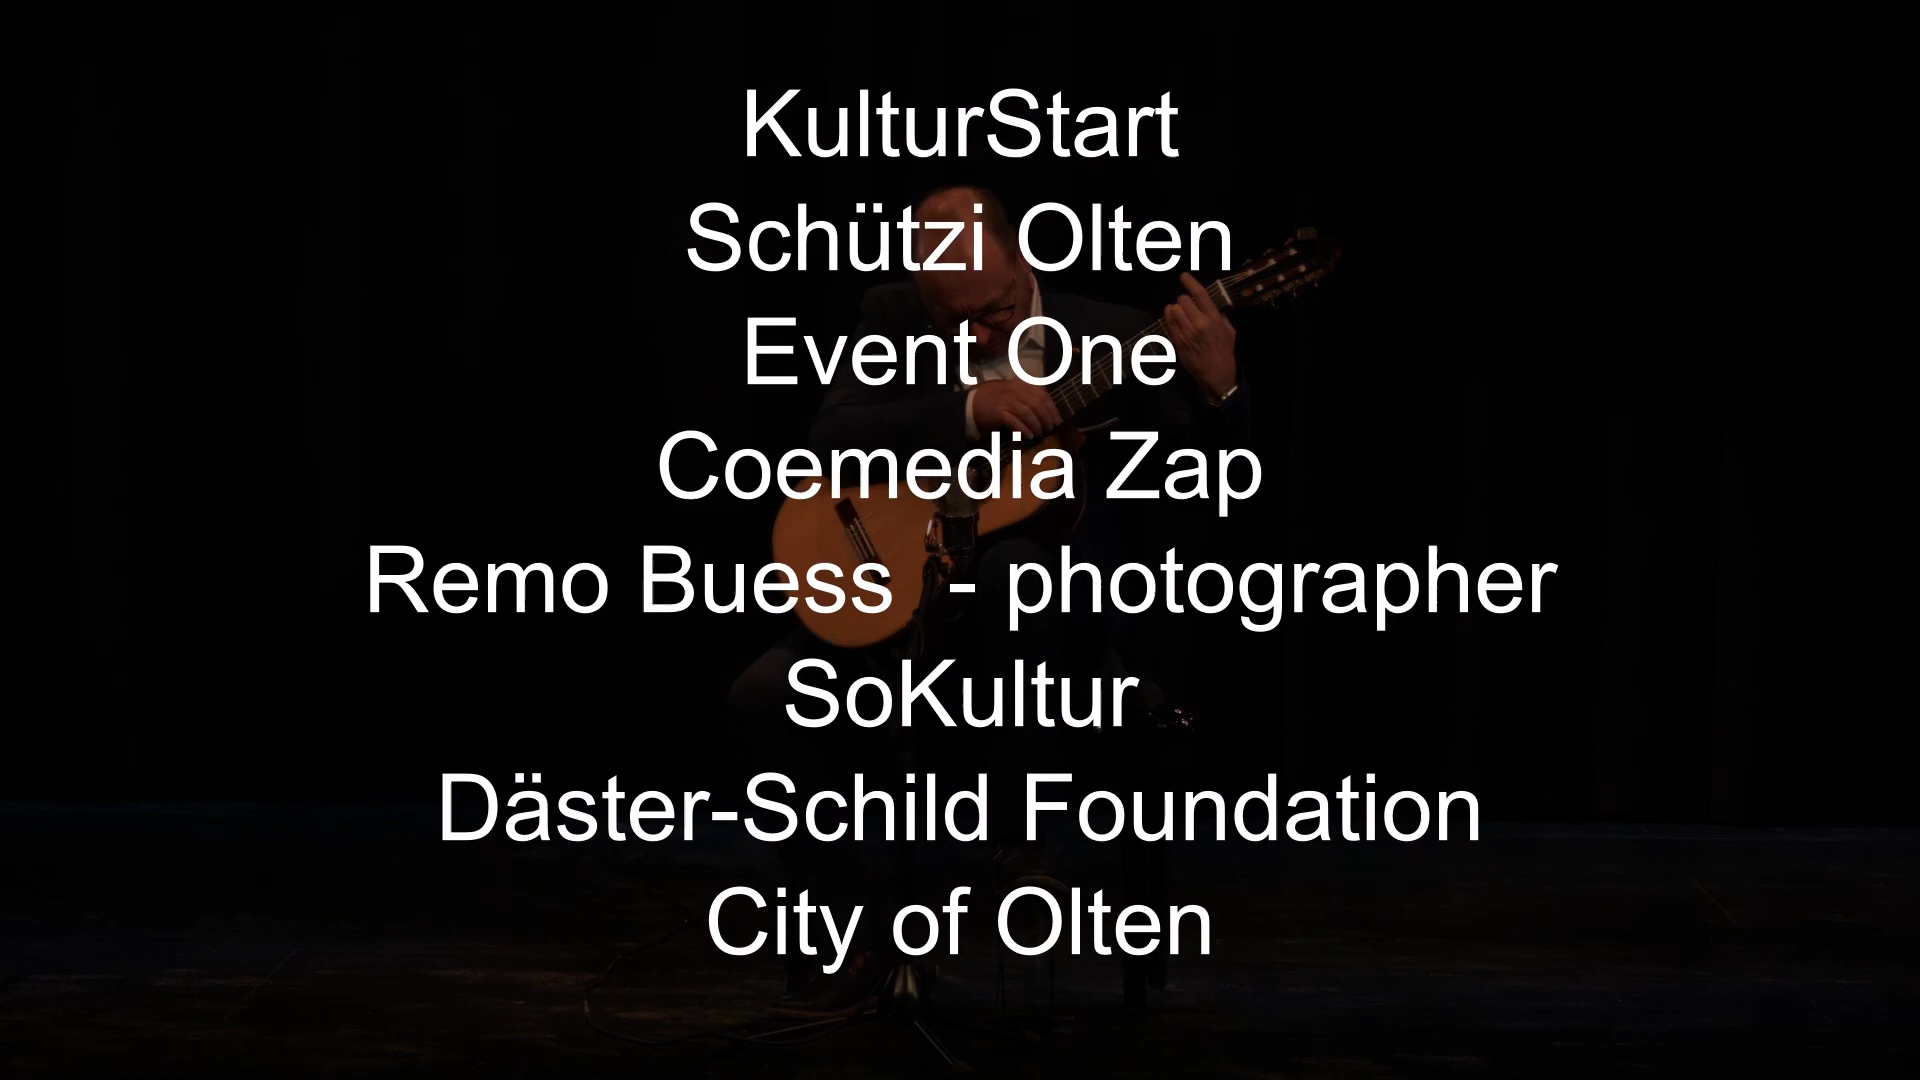 KulturStart
Schützi Olten
Event One
Coemedia Zap
Remo Buess  - photographer
SoKultur
Däster-Schild Foundation
City of Olten